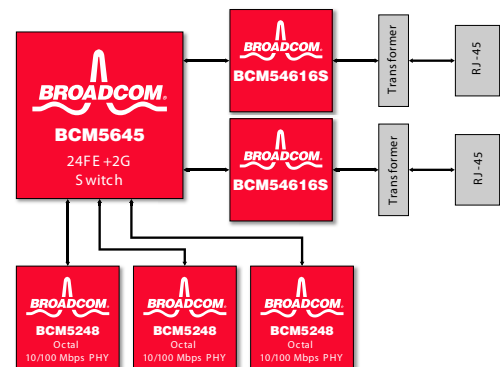 BROADCOM.
BCM5645
24FE+2G
Switch
BROADCOM.
BCM54616S
Transformer
RJ-45
BROADCOM.
BCM54616S
Transformer
RJ-45
BROADCOM.
BCM5248
Octal
10/100 Mbps PHY
BROADCOM.
BCM5248
Octal
10/100 Mbps PHY
BROADCOM.
BCM5248
Octal
10/100 Mbps PHY